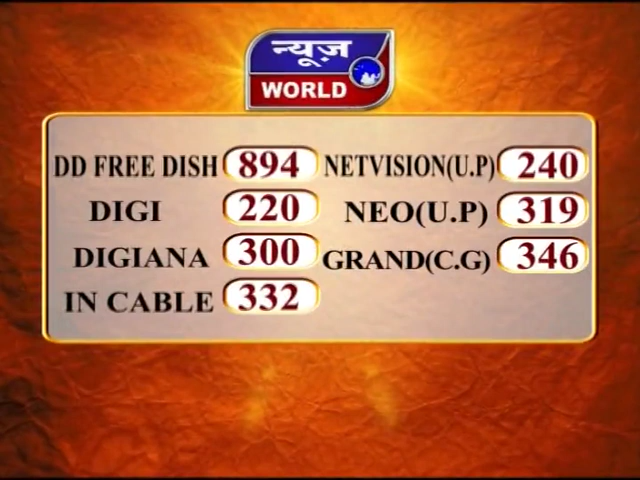 न्यूज़
WORLD
DD FREE DISH 894 NETVISION(U.P) 240
DIGI 220 NEO(U.P) 319
DIGIANA 300 GRAND(C.G) 346
IN CABLE 332